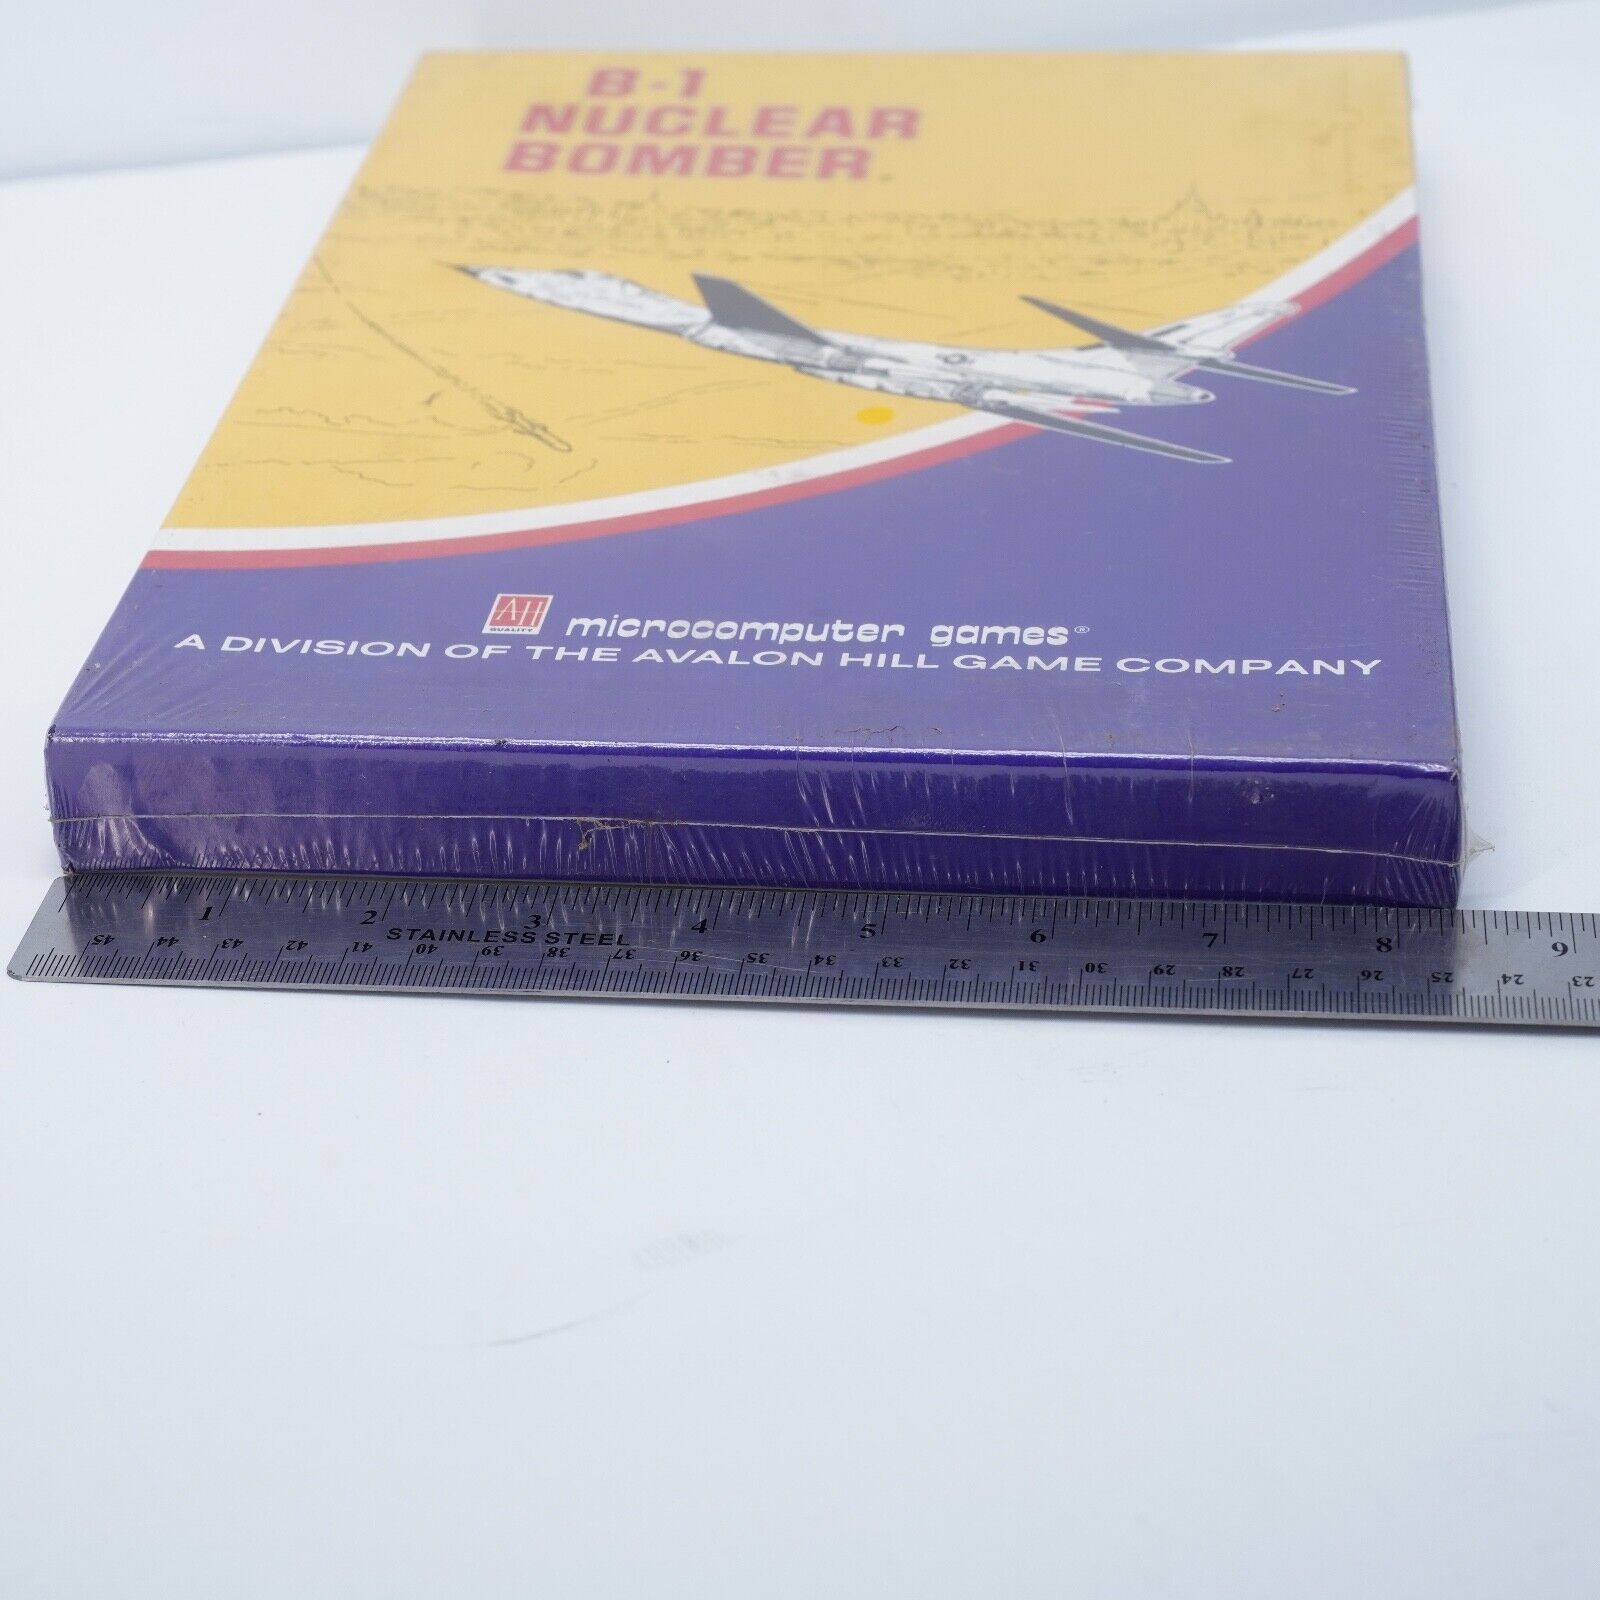 B-1
NUCLEAR
BOMBER
AH
QUALITY
microcomputer games®
A DIVISION OF THE AVALON HILL GAME COMPANY
1 2 3 4 5 6 7 8 9
STAINLESS STEEL
45 44 43 42 41 40 39 38 37 36 35 34 33 32 31 30 29 28 27 26 25 24 23